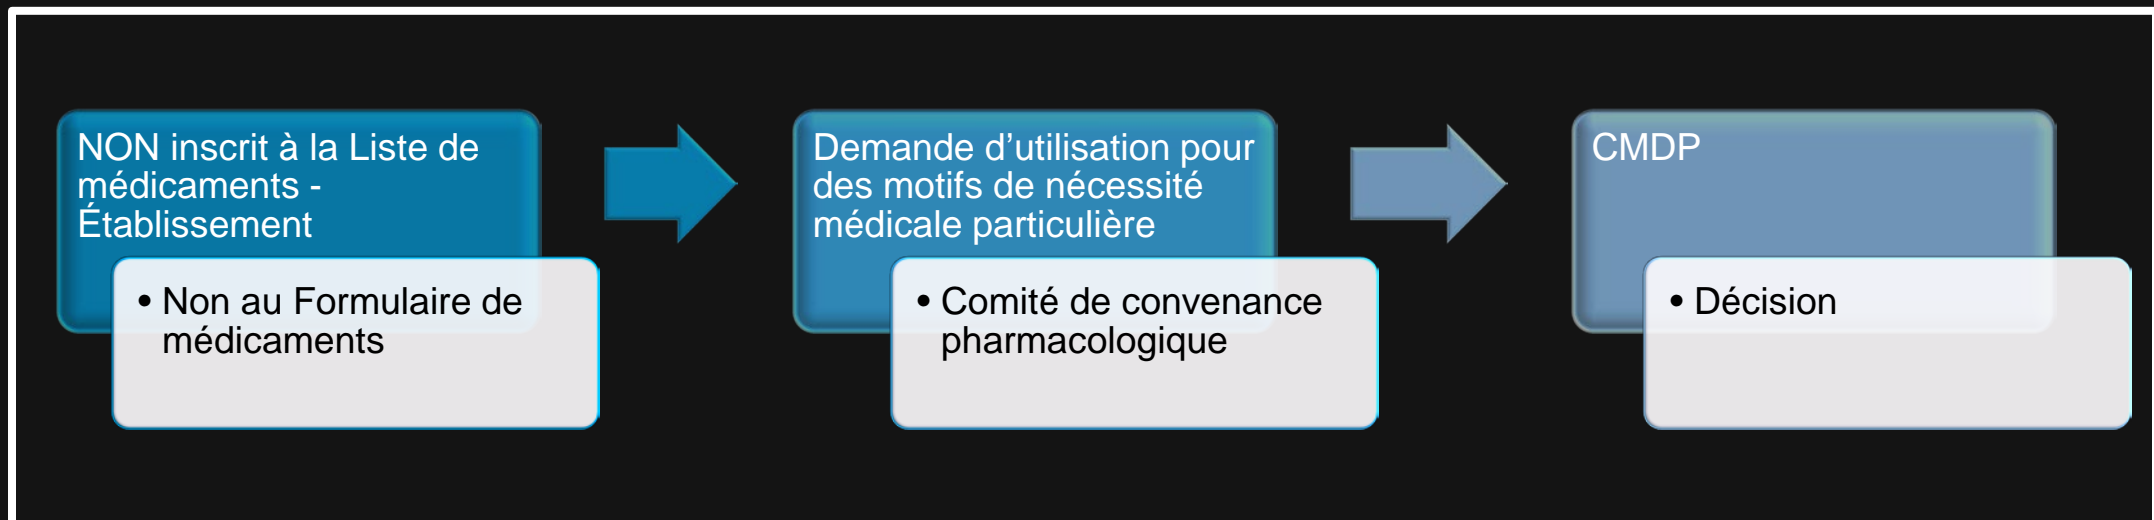 NON inscrit à la Liste de
médicaments -
Établissement
• Non au Formulaire de
médicaments
Demande d’utilisation pour
des motifs de nécessité
médicale particulière
• Comité de convenance
pharmacologique
CMDP
• Décision